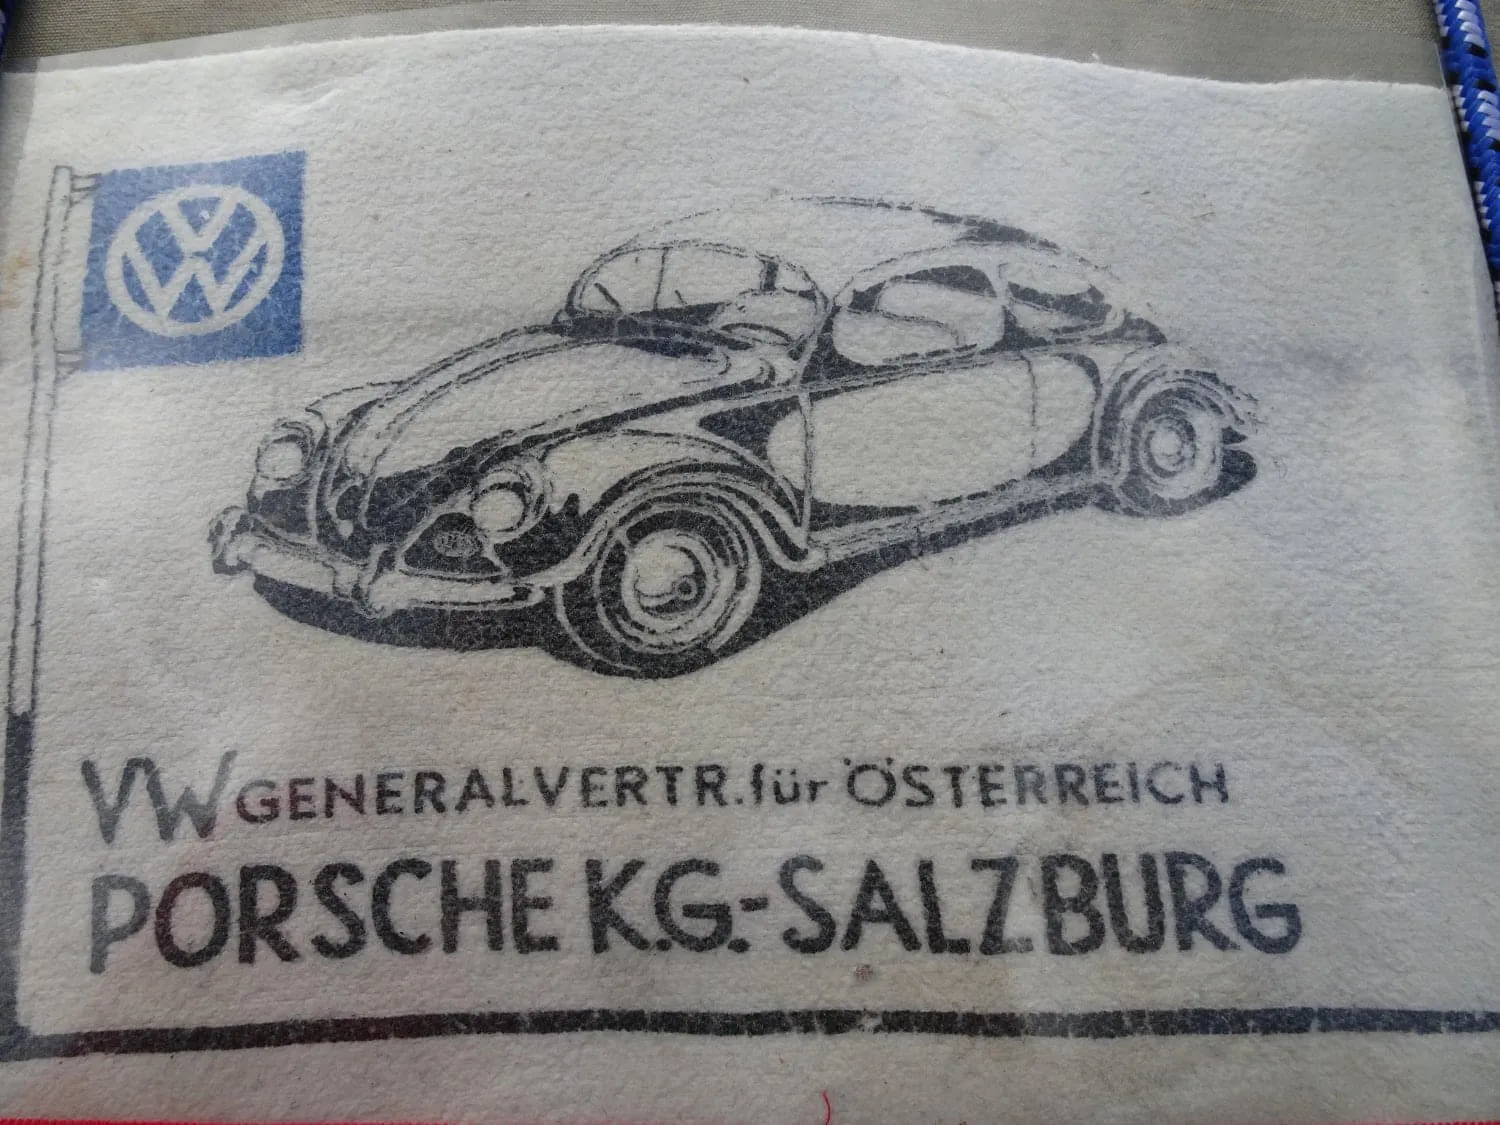 VW
VW GENERALVERTR. für ÖSTERREICH
PORSCHE K.G.-SALZBURG